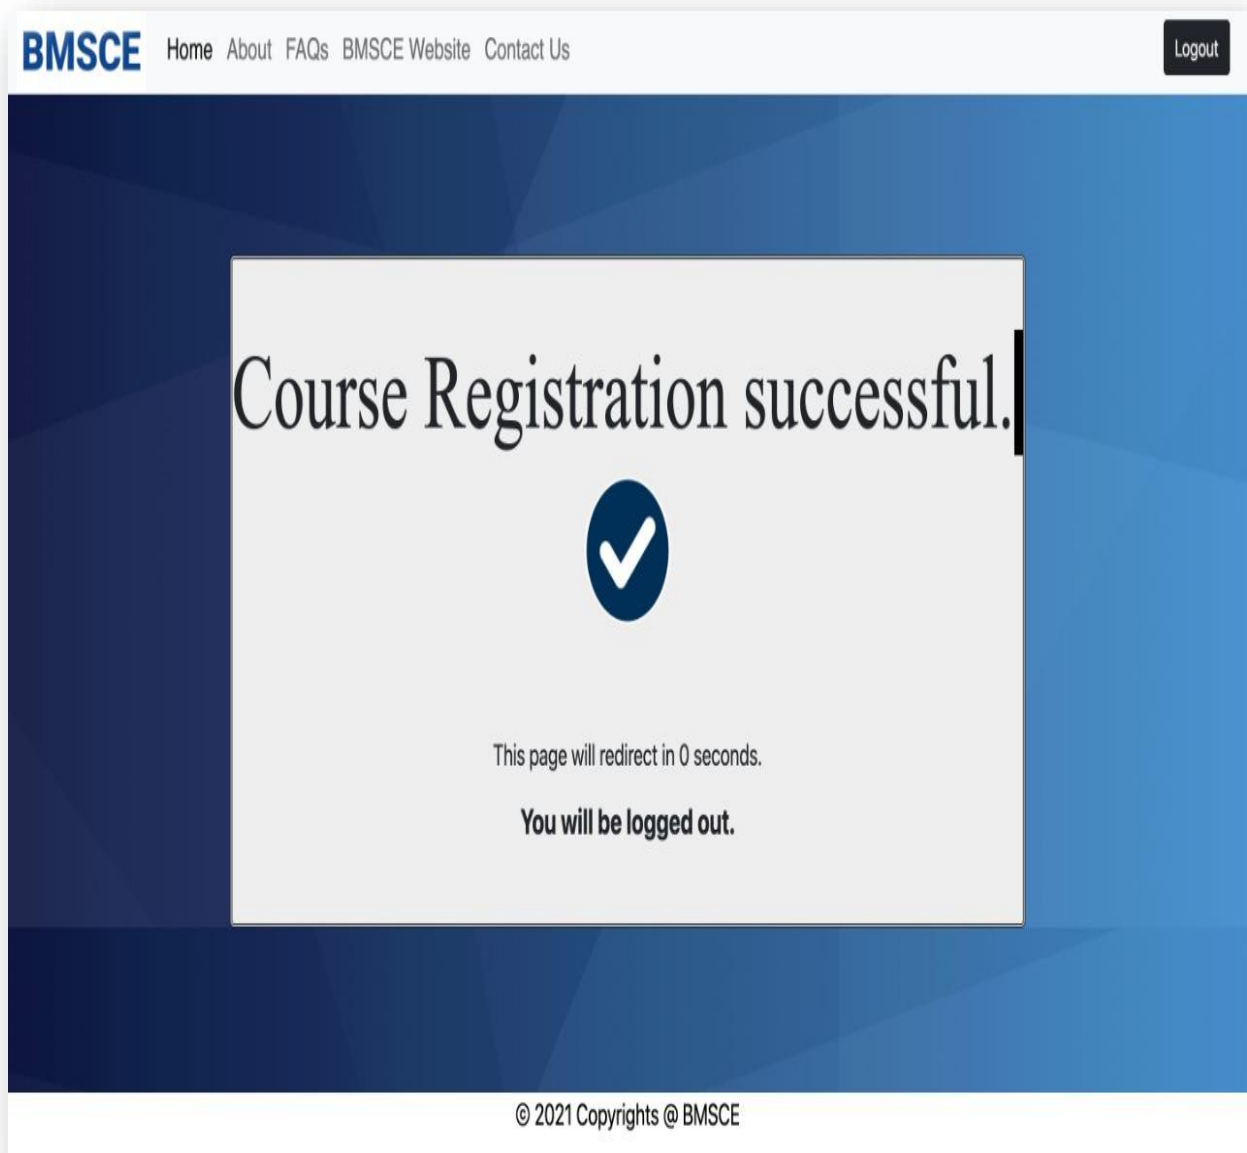 BMSCE Home About FAQs BMSCE Website Contact Us Logout
Course Registration successful.
This page will redirect in 0 seconds.
You will be logged out.
© 2021 Copyrights @ BMSCE